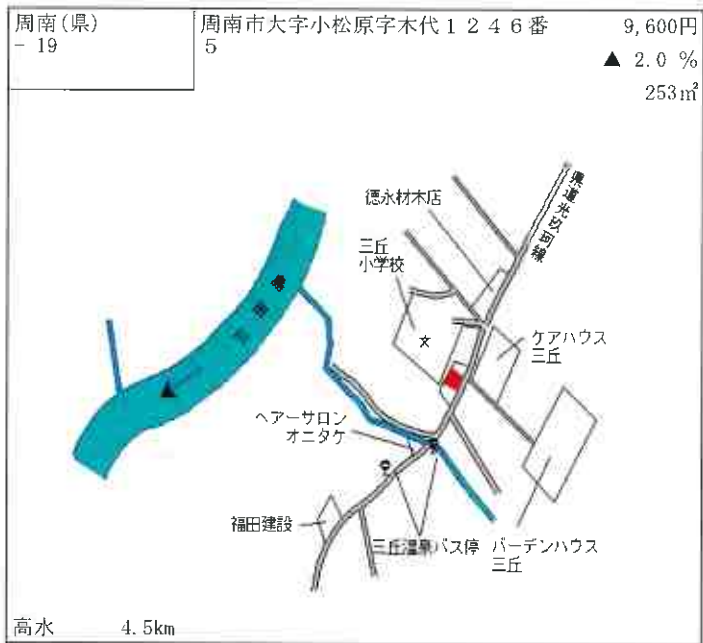 周南(県)
- 19
周南市大字小松原字木代1246番
5
9,600円
▲ 2.0 %
253㎡
県道光玖珂線
徳永材木店
三丘
小学校
ケアハウス
三丘
ヘアーサロン
オニタケ
福田建設
三丘温泉バス停
バーデンハウス
三丘
高水 4.5km